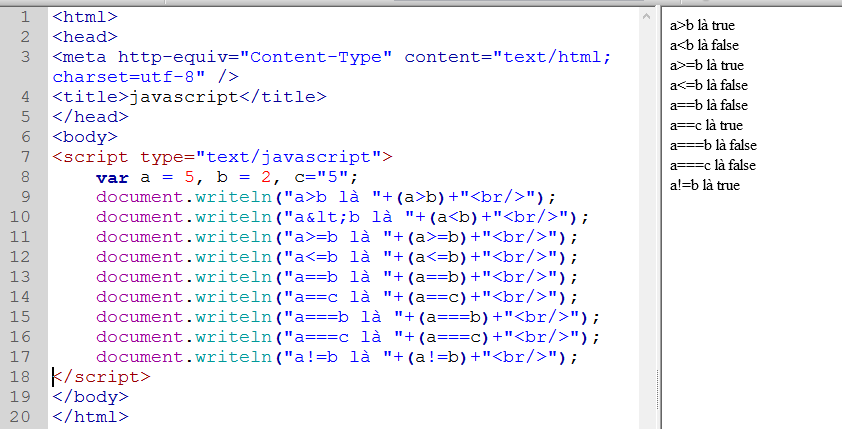 1 <html>
2 <head>
3 <meta http-equiv="Content-Type" content="text/html;
charset=utf-8" />
4 <title>javascript</title>
5 </head>
6 <body>
7 <script type="text/javascript">
8 var a = 5, b = 2, c="5";
9 document.writeln("a>b là "+(a>b)+"<br/>");
10 document.writeln("a&lt;b là "+(a<b)+"<br/>");
11 document.writeln("a>=b là "+(a>=b)+"<br/>");
12 document.writeln("a<=b là "+(a<=b)+"<br/>");
13 document.writeln("a==b là "+(a==b)+"<br/>");
14 document.writeln("a==c là "+(a==c)+"<br/>");
15 document.writeln("a===b là "+(a===b)+"<br/>");
16 document.writeln("a===c là "+(a===c)+"<br/>");
17 document.writeln("a!=b là "+(a!=b)+"<br/>");
18 </script>
19 </body>
20 </html>
a>b là true
a<b là false
a>=b là true
a<=b là false
a==b là false
a==c là true
a===b là false
a===c là false
a!=b là true